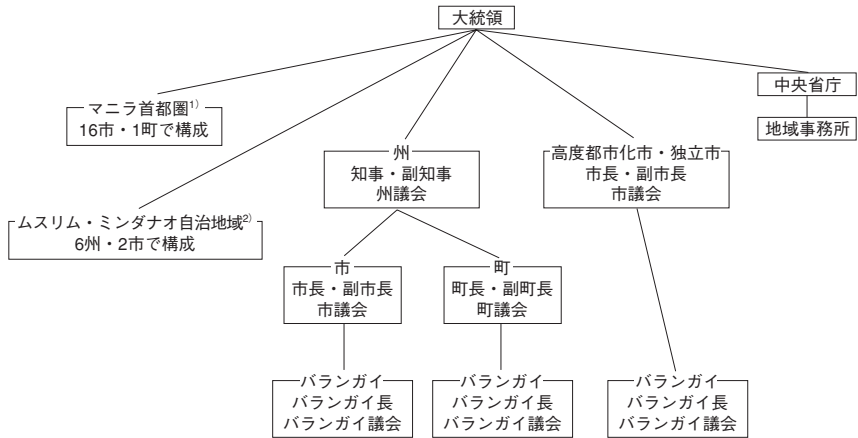 大統領
中央省庁
地域事務所
マニラ首都圏1)
16市・1町で構成
州
知事・副知事
州議会
高度都市化市・独立市
市長・副市長
市議会
ムスリム・ミンダナオ自治地域2)
6州・2市で構成
市
市長・副市長
市議会
町
町長・副町長
町議会
バランガイ
バランガイ長
バランガイ議会
バランガイ
バランガイ長
バランガイ議会
バランガイ
バランガイ長
バランガイ議会